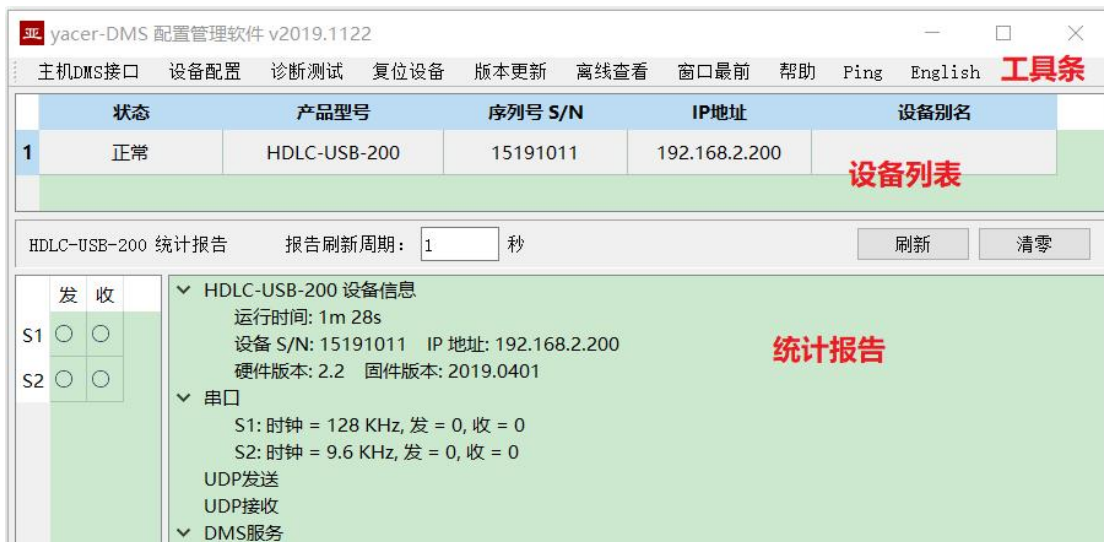 亚 yacer-DMS 配置管理软件 v2019.1122
主机DMS接口 设备配置 诊断测试 复位设备 版本更新 离线查看 窗口最前 帮助 Ping English 工具条
状态 产品型号 序列号 S/N IP地址 设备别名
1 正常 HDLC-USB-200 15191011 192.168.2.200
设备列表
HDLC-USB-200 统计报告 报告刷新周期: 1 秒 刷新 清零
发 收
S1
S2
HDLC-USB-200 设备信息
运行时间: 1m 28s
设备 S/N: 15191011 IP 地址: 192.168.2.200
硬件版本: 2.2 固件版本: 2019.0401
串口
S1: 时钟 = 128 KHz, 发 = 0, 收 = 0
S2: 时钟 = 9.6 KHz, 发 = 0, 收 = 0
UDP发送
UDP接收
DMS服务
统计报告